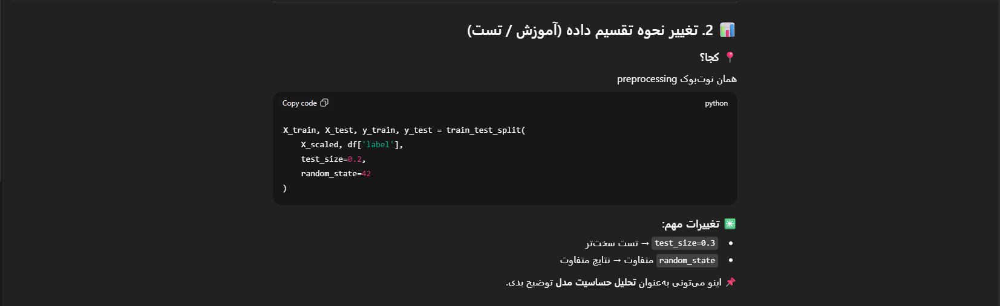 📊 2. تغییر نحوه تقسیم داده (آموزش / تست)
📍 کجا؟
همان نوت‌بوک preprocessing
Copy code
python
X_train, X_test, y_train, y_test = train_test_split(
    X_scaled, df['label'],
    test_size=0.2,
    random_state=42
)
✳️ تغییرات مهم:
• test_size=0.3 → تست سخت‌تر
• random_state متفاوت → نتایج متفاوت
📌 اینو می‌تونی به‌عنوان تحلیل حساسیت مدل توضیح بدی.